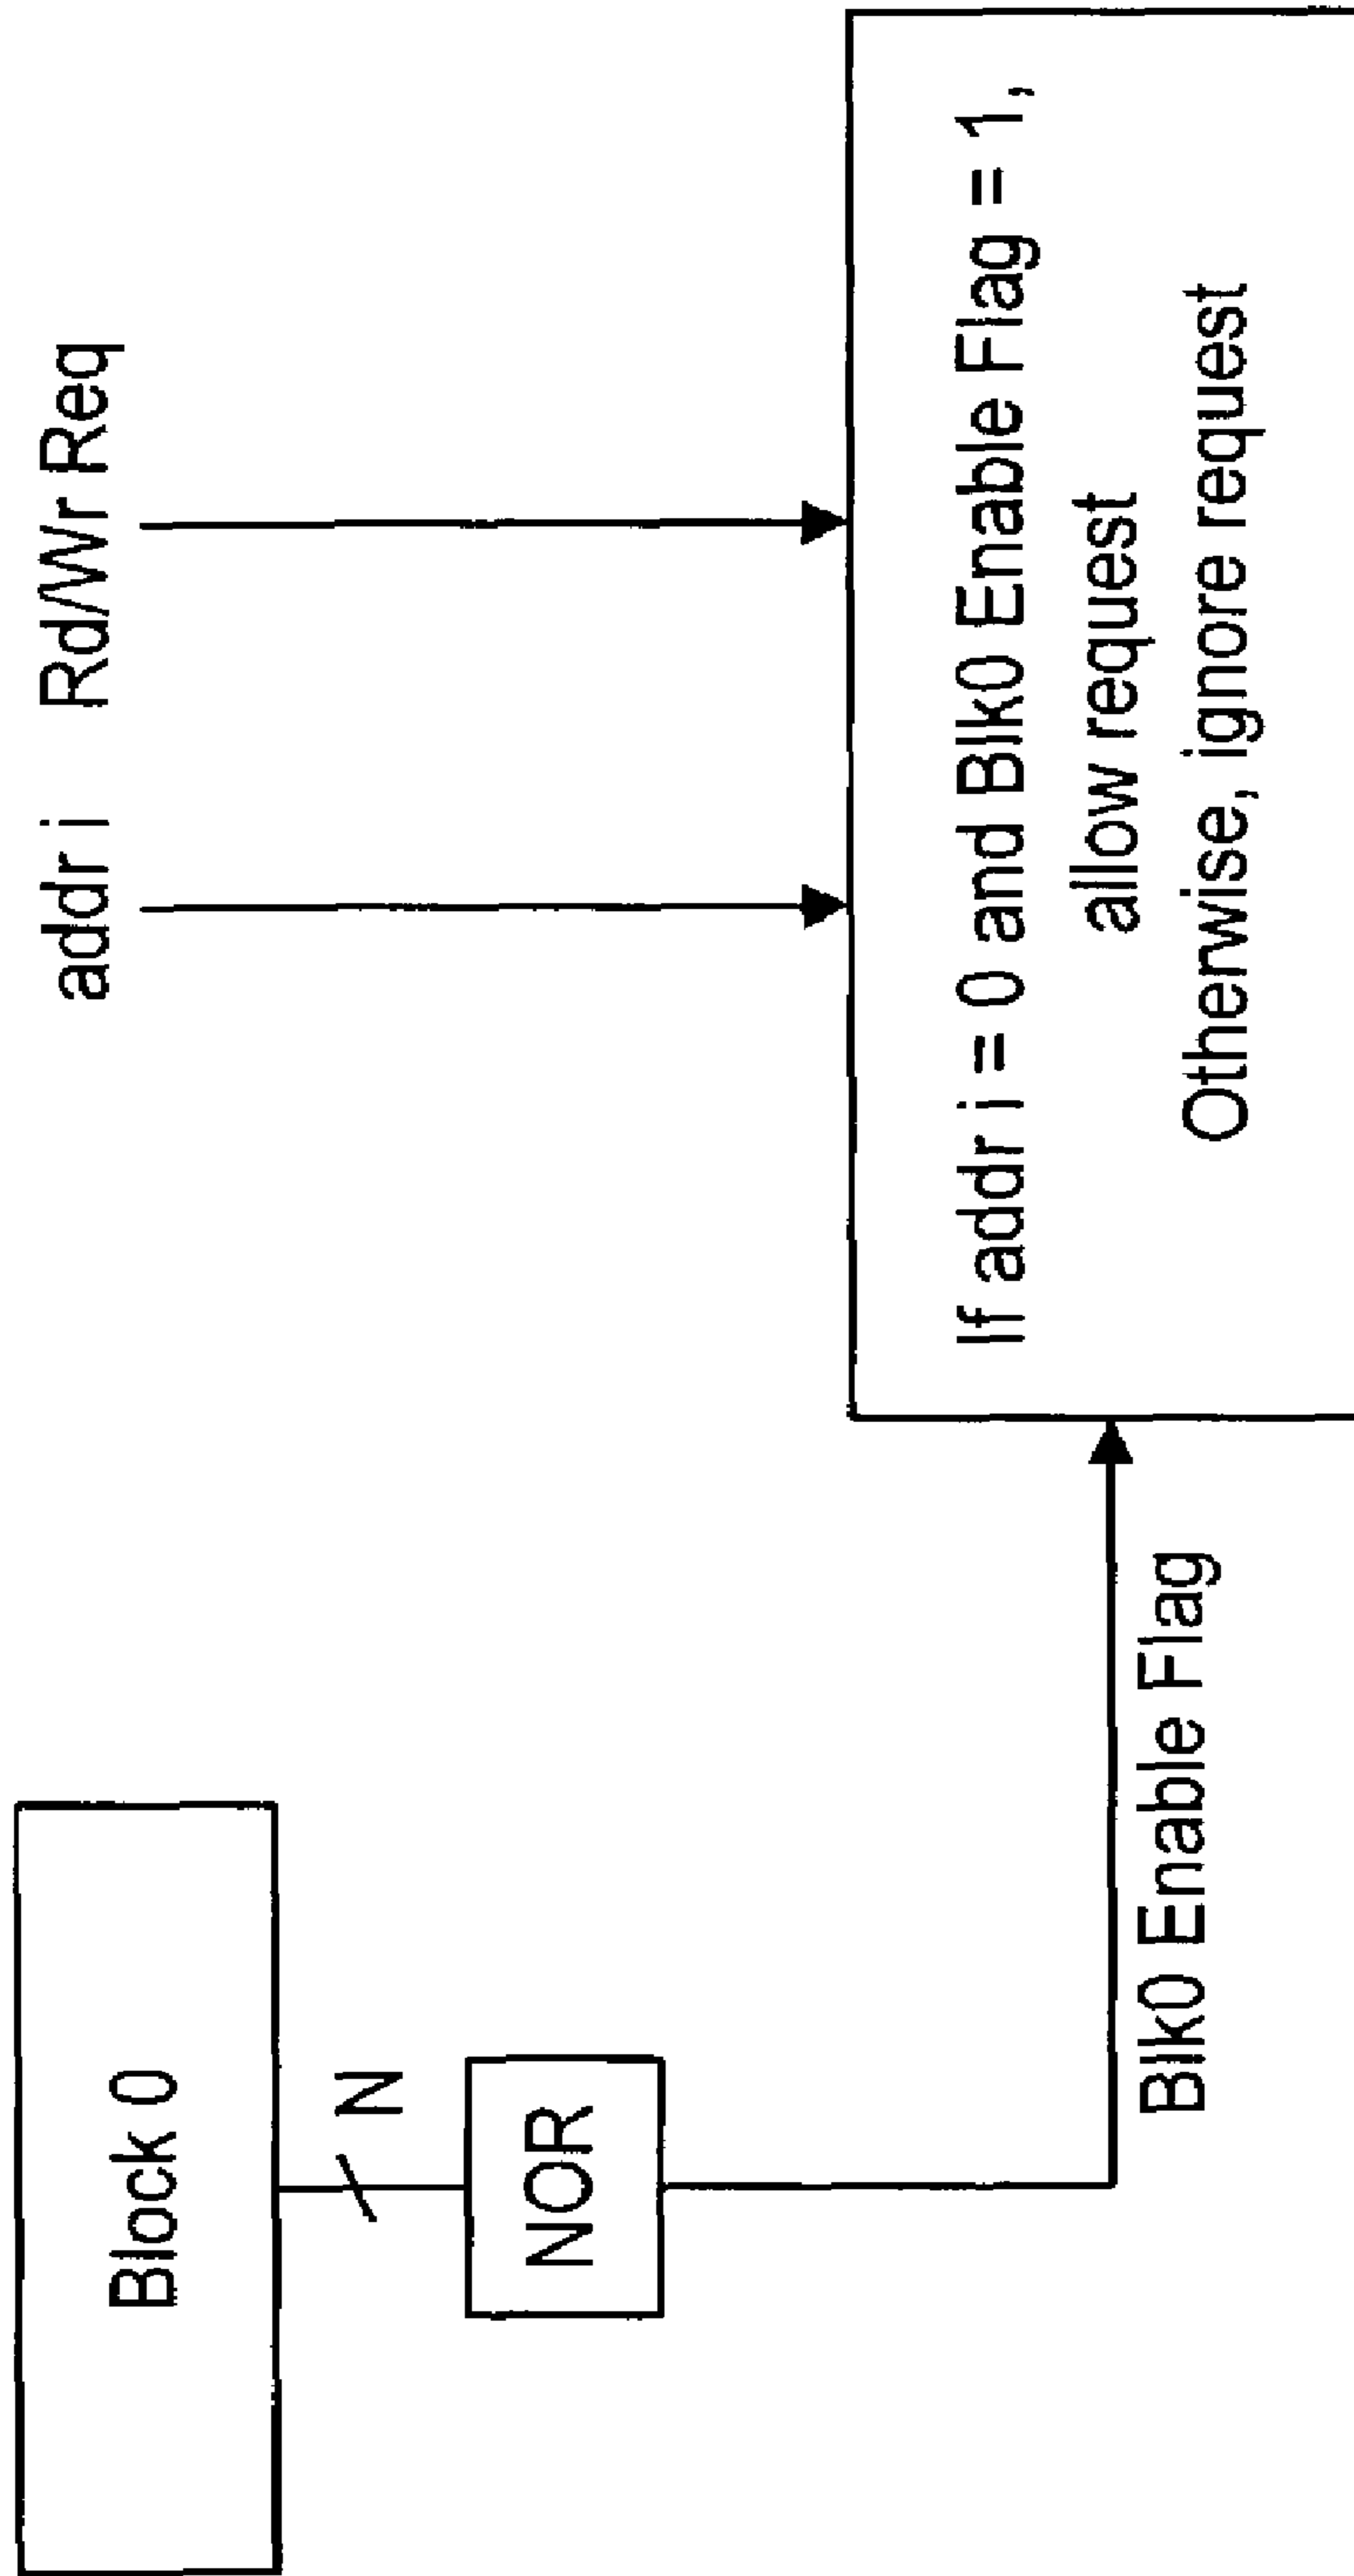 Block 0
N
NOR
Blk0 Enable Flag
addr i
Rd/Wr Req
If addr i = 0 and Blk0 Enable Flag = 1,
allow request
Otherwise, ignore request